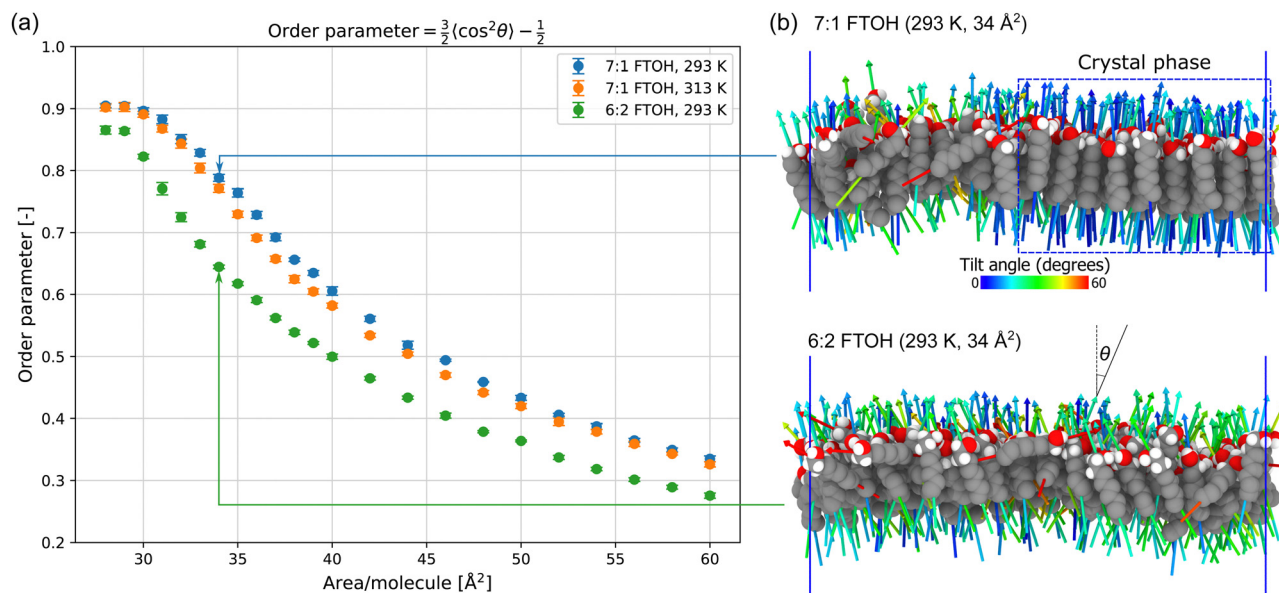 (a)
Order parameter = 3/2⟨cos²θ⟩ − 1/2
1.0
0.9
0.8
0.7
0.6
0.5
0.4
0.3
0.2
Order parameter [-]
30
35
40
45
50
55
60
Area/molecule [Å²]
7:1 FTOH, 293 K
7:1 FTOH, 313 K
6:2 FTOH, 293 K
(b) 7:1 FTOH (293 K, 34 Å²)
Crystal phase
Tilt angle (degrees)
0 60
6:2 FTOH (293 K, 34 Å²)
θ